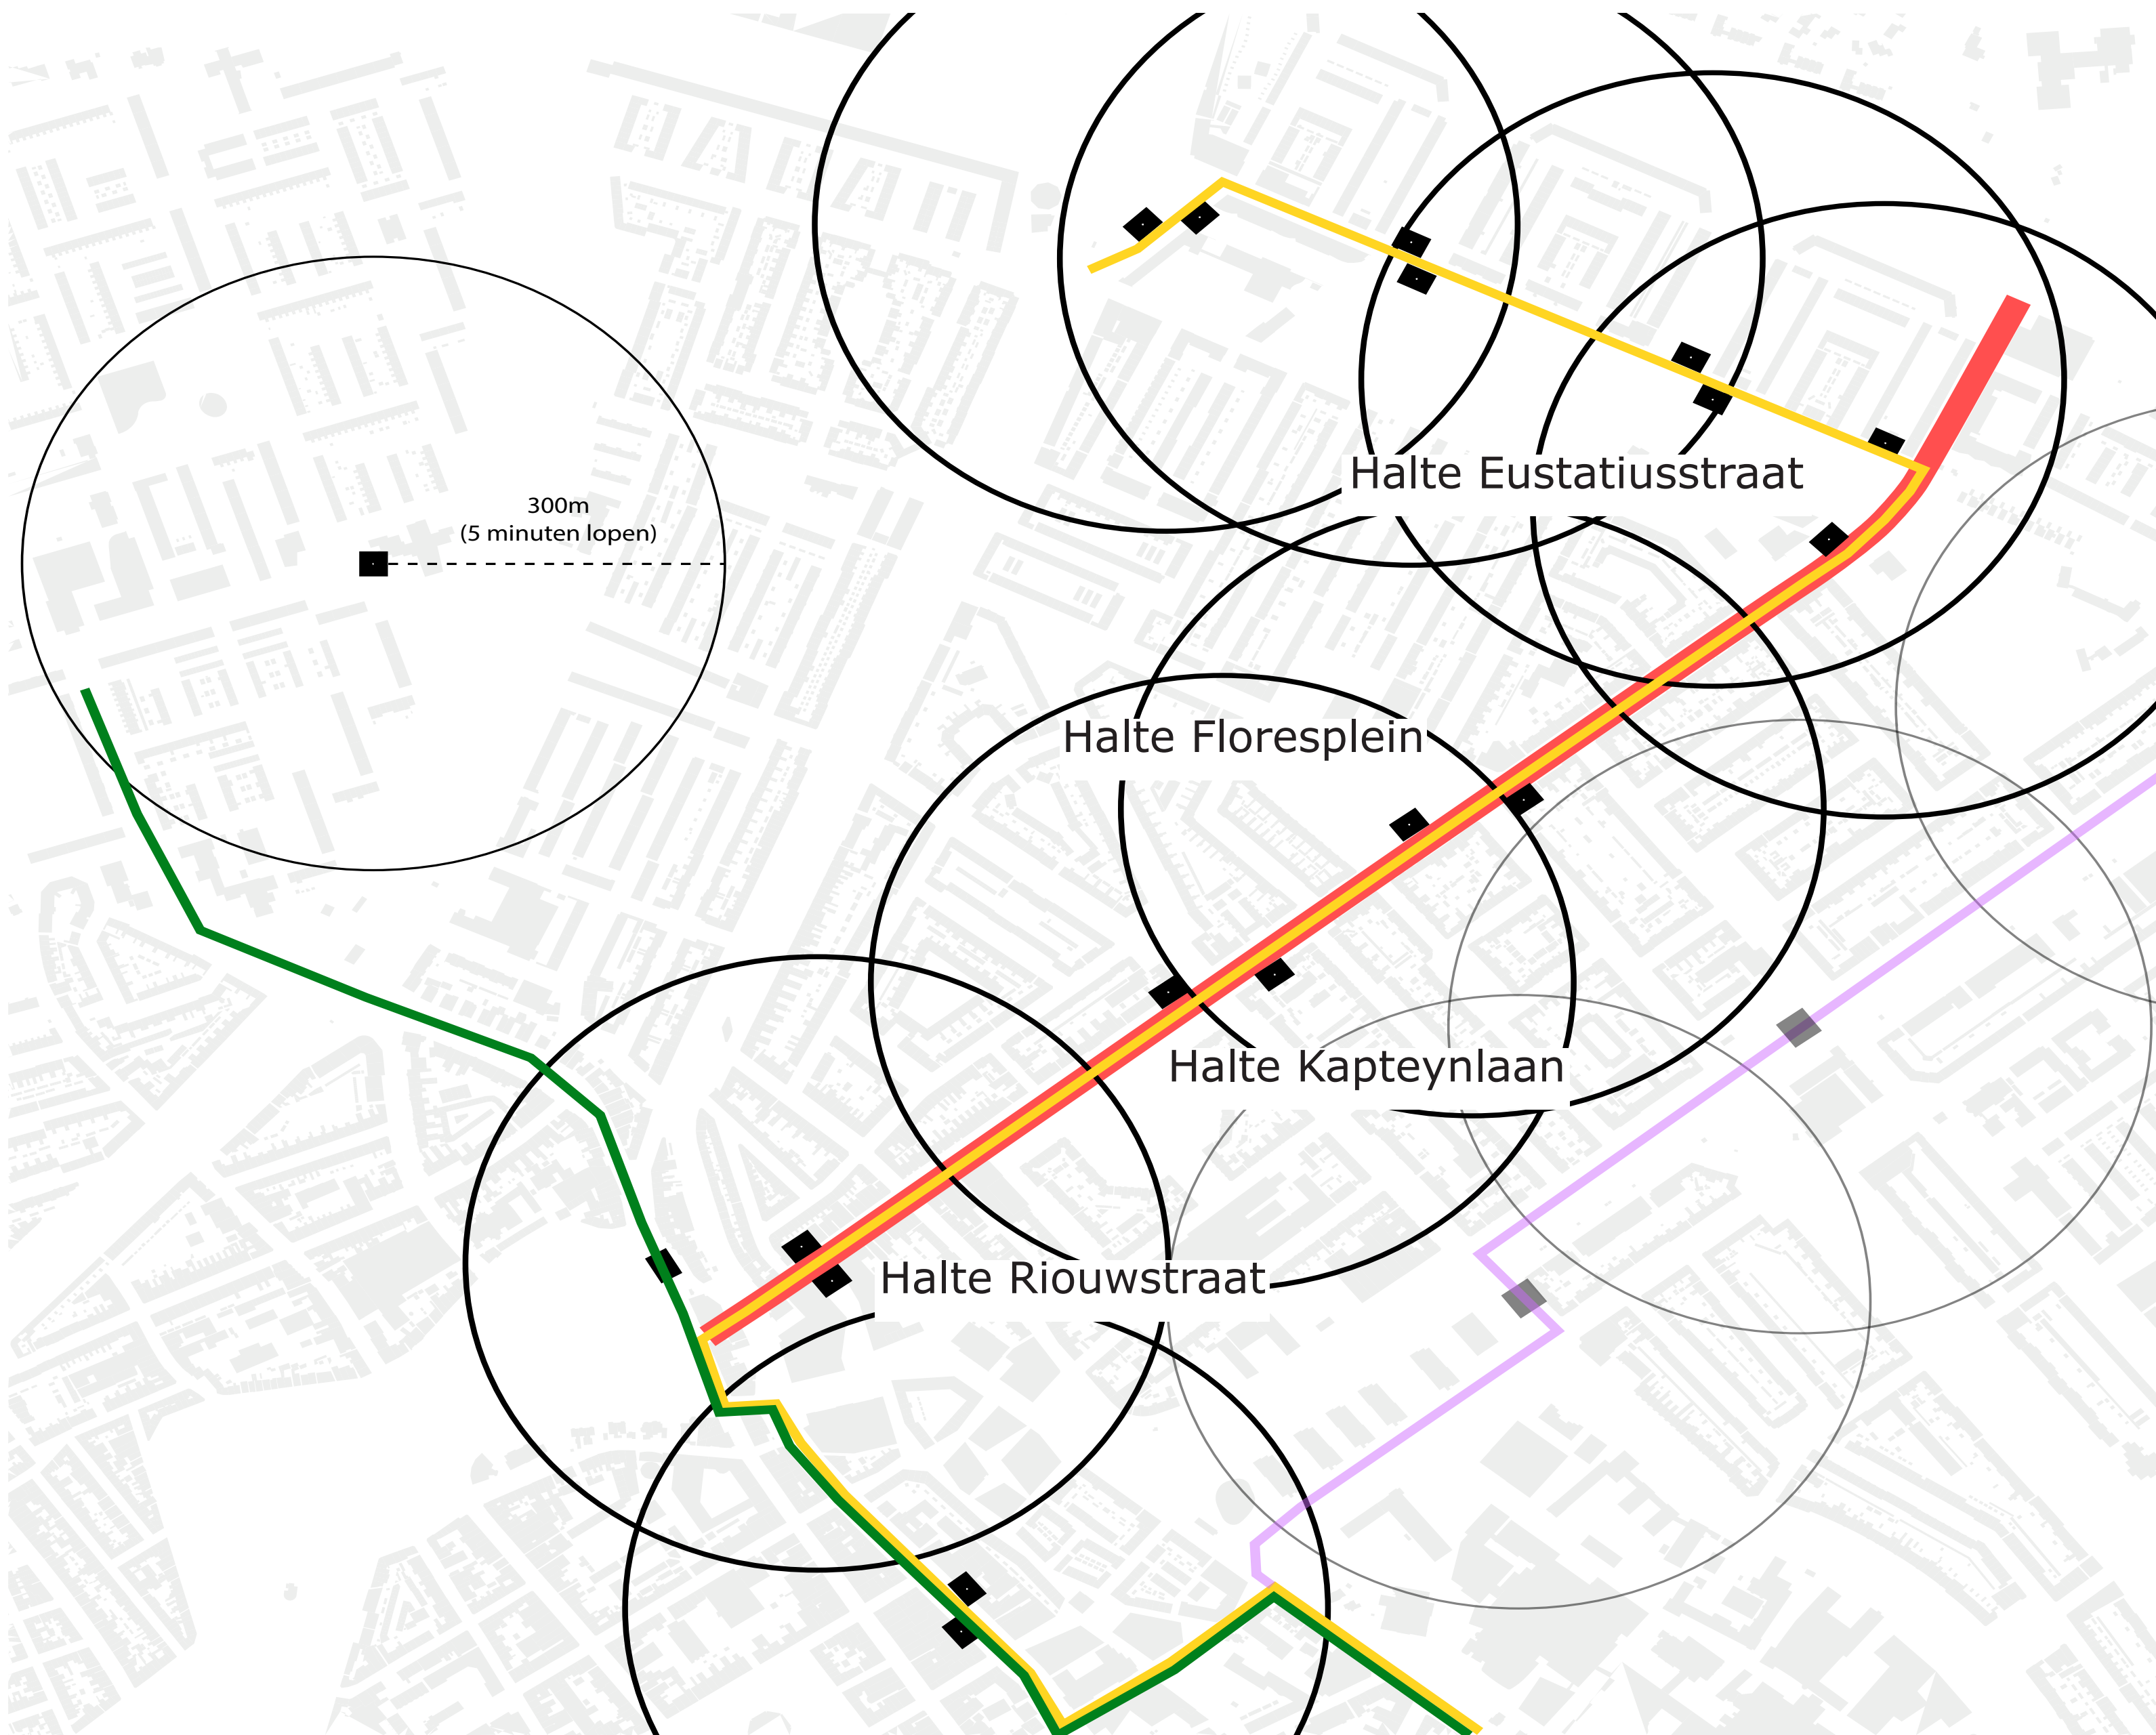 Halte Eustatiusstraat
300m
(5 minuten lopen)
Halte Floresplein
Halte Kapteynlaan
Halte Riouwstraat